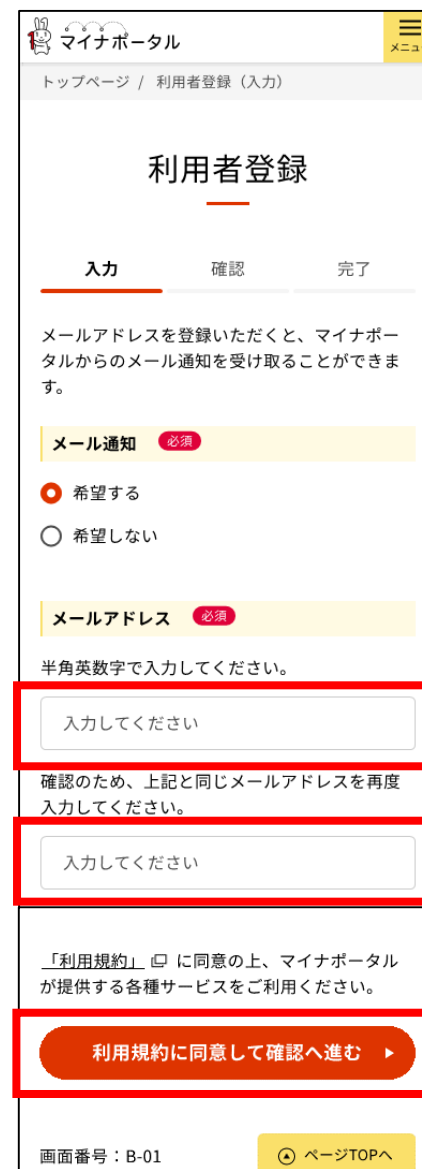 マイナポータル
メニュー
トップページ / 利用者登録（入力）
利用者登録
入力 確認 完了
メールアドレスを登録いただくと、マイナポー
タルからのメール通知を受け取ることができま
す。
メール通知 必須
希望する
希望しない
メールアドレス 必須
半角英数字で入力してください。
入力してください
確認のため、上記と同じメールアドレスを再度
入力してください。
入力してください
「利用規約」 に同意の上、マイナポータル
が提供する各種サービスをご利用ください。
利用規約に同意して確認へ進む
画面番号：B-01
ページTOPへ